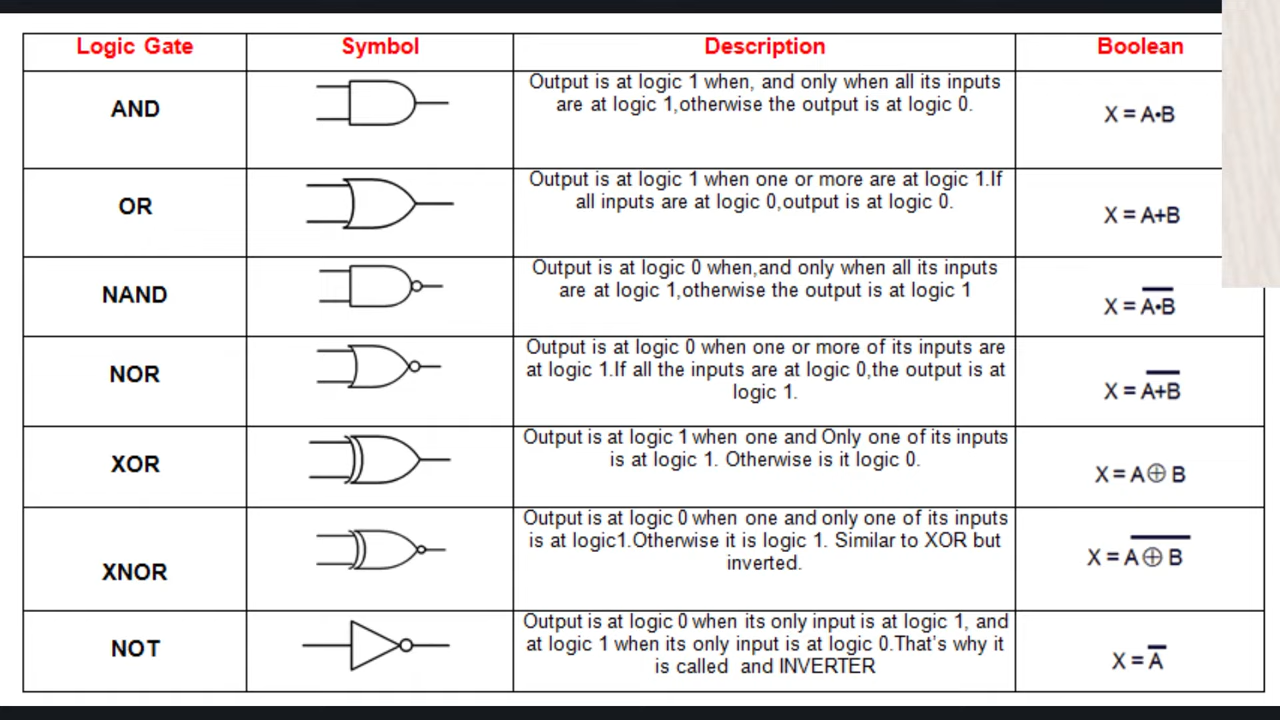 Logic Gate Symbol Description Boolean
AND
Output is at logic 1 when, and only when all its inputs
are at logic 1,otherwise the output is at logic 0.
X = A•B
OR
Output is at logic 1 when one or more are at logic 1.If
all inputs are at logic 0,output is at logic 0.
X = A+B
NAND
Output is at logic 0 when,and only when all its inputs
are at logic 1,otherwise the output is at logic 1
X = A̅•̅B̅
NOR
Output is at logic 0 when one or more of its inputs are
at logic 1.If all the inputs are at logic 0,the output is at
logic 1.
X = A̅+̅B̅
XOR
Output is at logic 1 when one and Only one of its inputs
is at logic 1. Otherwise is it logic 0.
X = A ⊕ B
XNOR
Output is at logic 0 when one and only one of its inputs
is at logic1.Otherwise it is logic 1. Similar to XOR but
inverted.
X = A̅ ⊕̅ B̅
NOT
Output is at logic 0 when its only input is at logic 1, and
at logic 1 when its only input is at logic 0.That's why it
is called and INVERTER
X = A̅